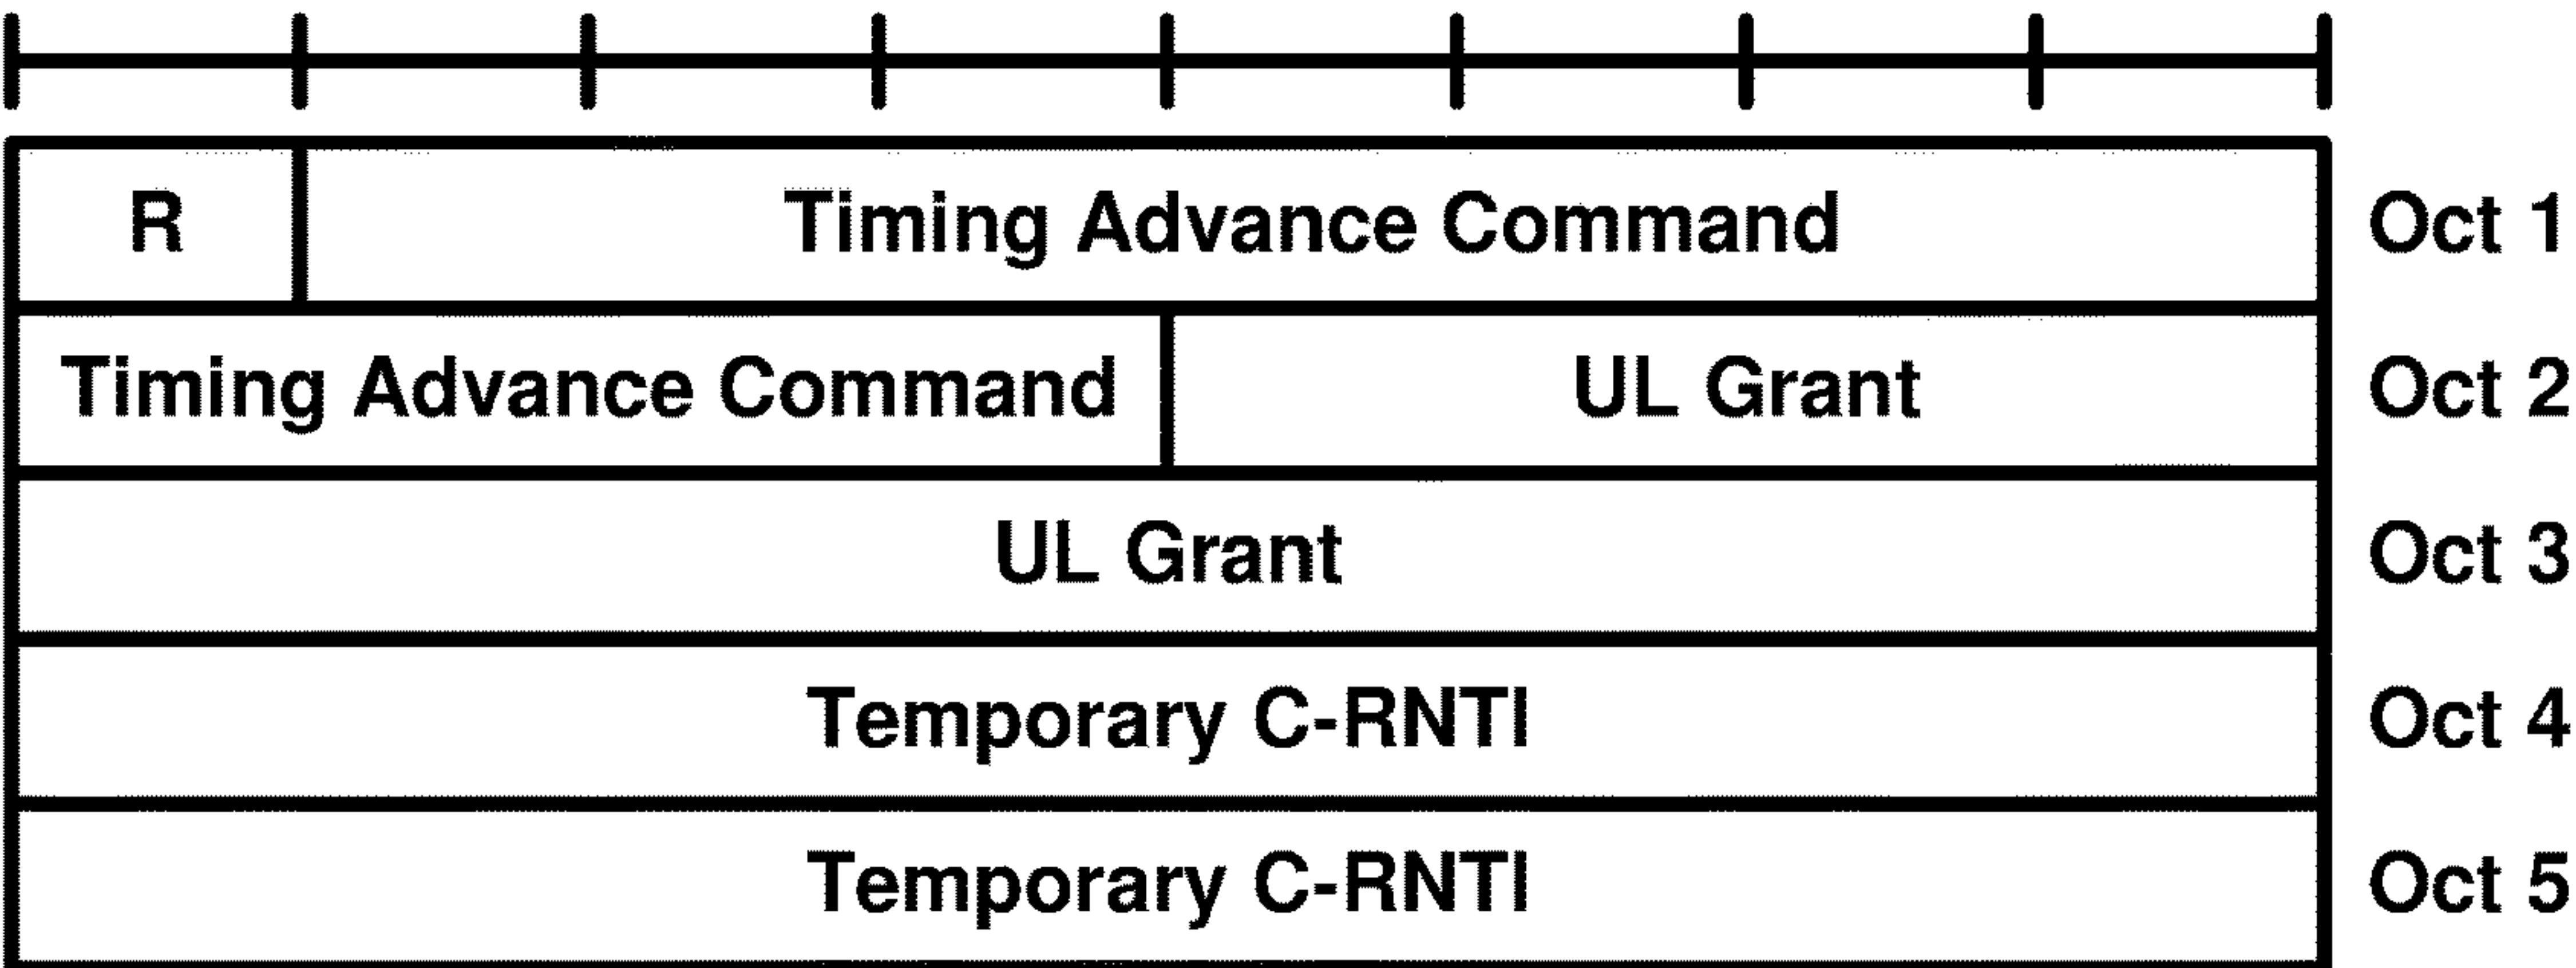 R Timing Advance Command Oct 1
Timing Advance Command UL Grant Oct 2
UL Grant Oct 3
Temporary C-RNTI Oct 4
Temporary C-RNTI Oct 5